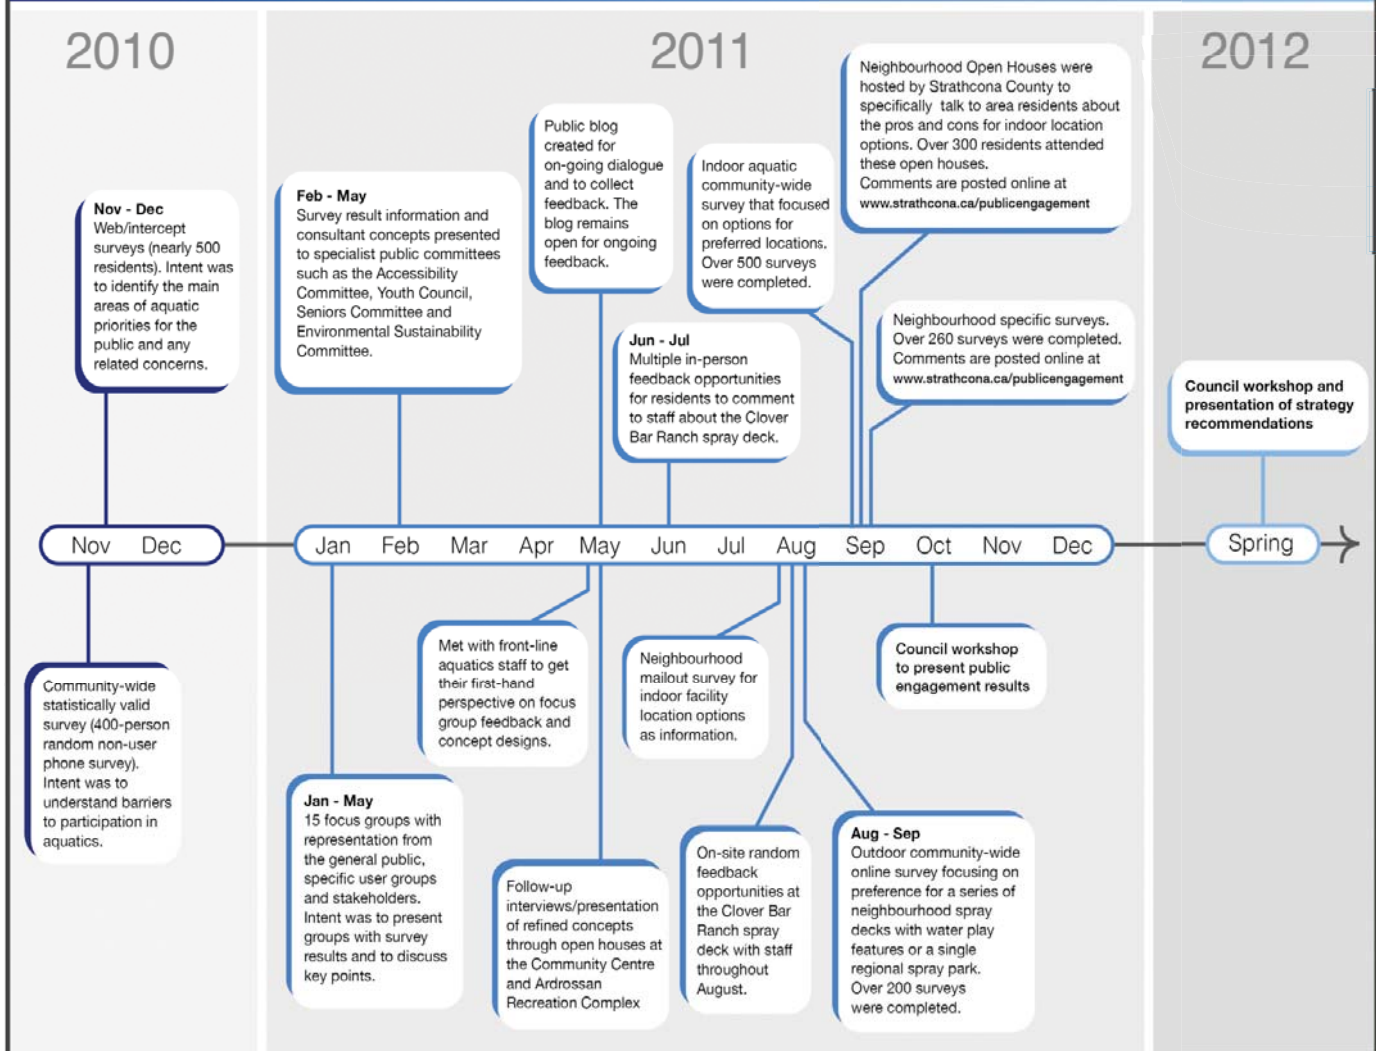 2010
2011
2012
Nov - Dec
Web/intercept
surveys (nearly 500
residents). Intent was
to identify the main
areas of aquatic
priorities for the
public and any
related concerns.
Feb - May
Survey result information and
consultant concepts presented
to specialist public committees
such as the Accessibility
Committee, Youth Council,
Seniors Committee and
Environmental Sustainability
Committee.
Public blog
created for
on-going dialogue
and to collect
feedback. The
blog remains
open for ongoing
feedback.
Jun - Jul
Multiple in-person
feedback opportunities
for residents to comment
to staff about the Clover
Bar Ranch spray deck.
Indoor aquatic
community-wide
survey that focused
on options for
preferred locations.
Over 500 surveys
were completed.
Neighbourhood Open Houses were
hosted by Strathcona County to
specifically talk to area residents about
the pros and cons for indoor location
options. Over 300 residents attended
these open houses.
Comments are posted online at
www.strathcona.ca/publicengagement
Neighbourhood specific surveys.
Over 260 surveys were completed.
Comments are posted online at
www.strathcona.ca/publicengagement
Council workshop and
presentation of strategy
recommendations
Nov Dec Jan Feb Mar Apr May Jun Jul Aug Sep Oct Nov Dec Spring
Community-wide
statistically valid
survey (400-person
random non-user
phone survey).
Intent was to
understand barriers
to participation in
aquatics.
Jan - May
15 focus groups with
representation from
the general public,
specific user groups
and stakeholders.
Intent was to present
groups with survey
results and to discuss
key points.
Met with front-line
aquatics staff to get
their first-hand
perspective on focus
group feedback and
concept designs.
Follow-up
interviews/presentation
of refined concepts
through open houses at
the Community Centre
and Ardrossan
Recreation Complex
Neighbourhood
mailout survey for
indoor facility
location options
as information.
On-site random
feedback
opportunities at
the Clover Bar
Ranch spray
deck with staff
throughout
August.
Aug - Sep
Outdoor community-wide
online survey focusing on
preference for a series of
neighbourhood spray
decks with water play
features or a single
regional spray park.
Over 200 surveys
were completed.
Council workshop
to present public
engagement results